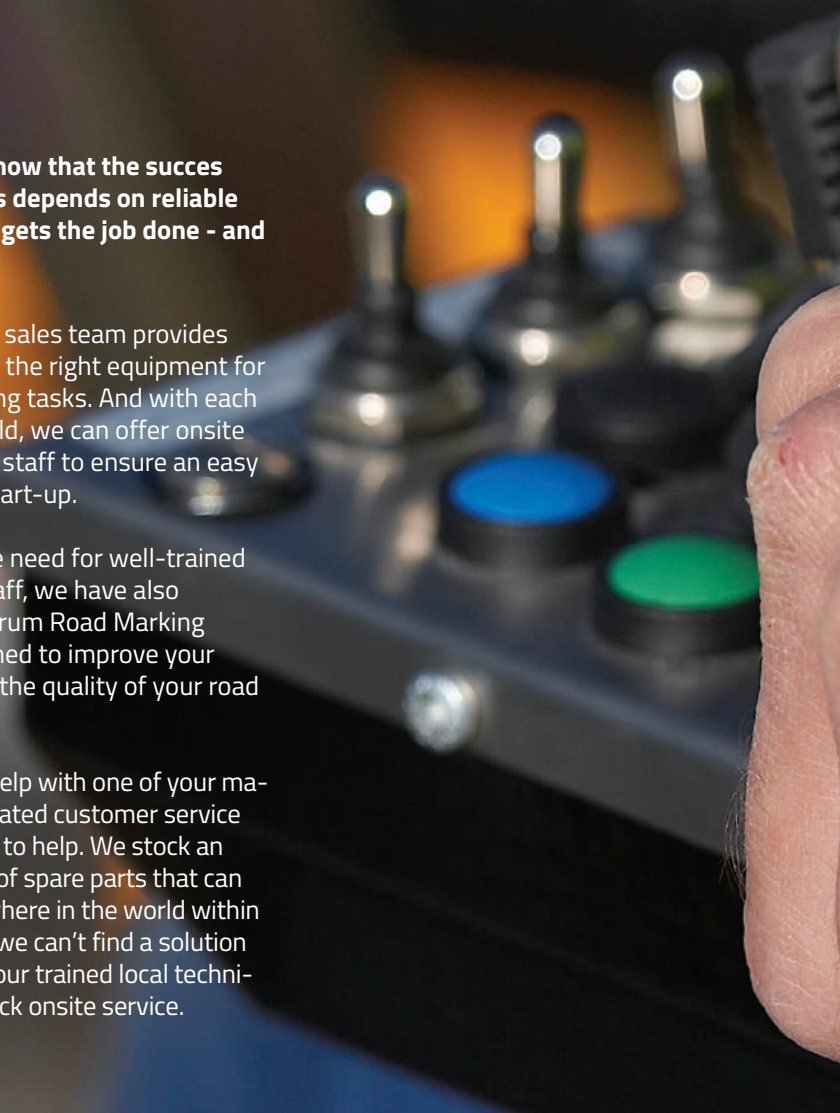 now that the succes
s depends on reliable
gets the job done - and
sales team provides
the right equipment for
ng tasks. And with each
ld, we can offer onsite
staff to ensure an easy
art-up.
e need for well-trained
aff, we have also
rum Road Marking
ned to improve your
the quality of your road
elp with one of your ma-
ated customer service
to help. We stock an
of spare parts that can
here in the world within
we can’t find a solution
our trained local techni-
ck onsite service.